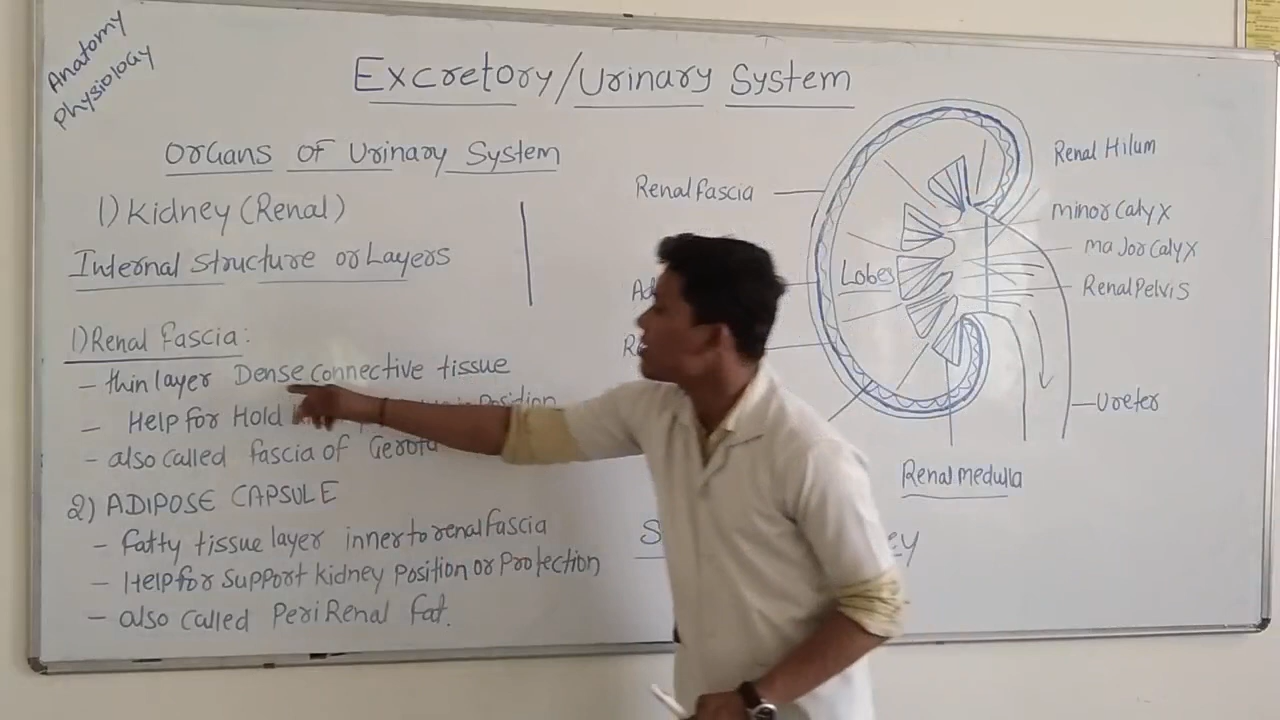 Anatomy
Physiology
Excretory/Urinary System
Organs of Urinary System
1) Kidney (Renal)
Internal Structure or Layers
1) Renal Fascia:
- thin layer Dense connective tissue
- Help for Hold Position
- also called fascia of Gerota
2) ADIPOSE CAPSULE
- fatty tissue layer inner to renal fascia
- Help for support kidney position or Protection
- also called PeriRenal fat.
Renal fascia
Lobes
Renal Hilum
minor calyx
major calyx
Renal Pelvis
Ureter
Renal medulla